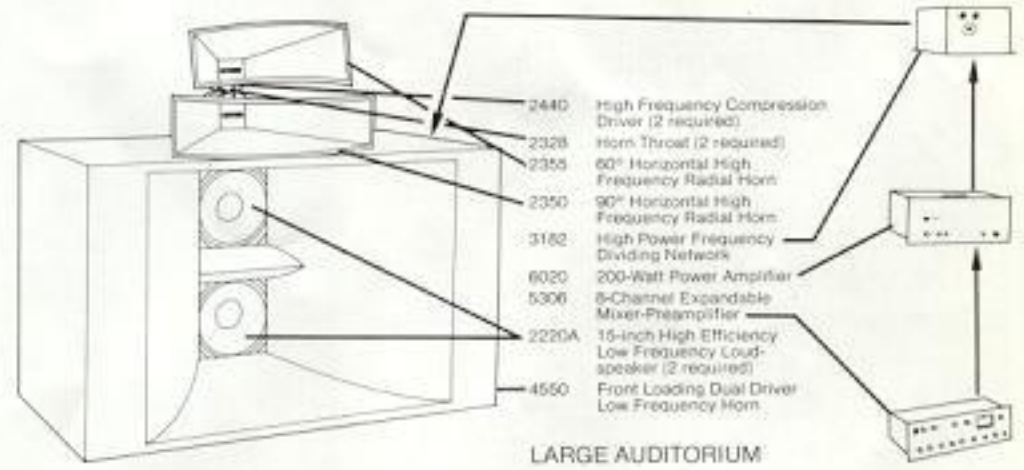 2440 High Frequency Compression
Driver (2 required)
2328 Horn Throat (2 required)
2355 60° Horizontal High
Frequency Radial Horn
2350 90° Horizontal High
Frequency Radial Horn
3182 High Power Frequency
Dividing Network
6020 200-Watt Power Amplifier
5306 8-Channel Expandable
Mixer-Preamplifier
2220A 15-inch High Efficiency
Low Frequency Loud-
speaker (2 required)
4550 Front Loading Dual Driver
Low Frequency Horn
LARGE AUDITORIUM